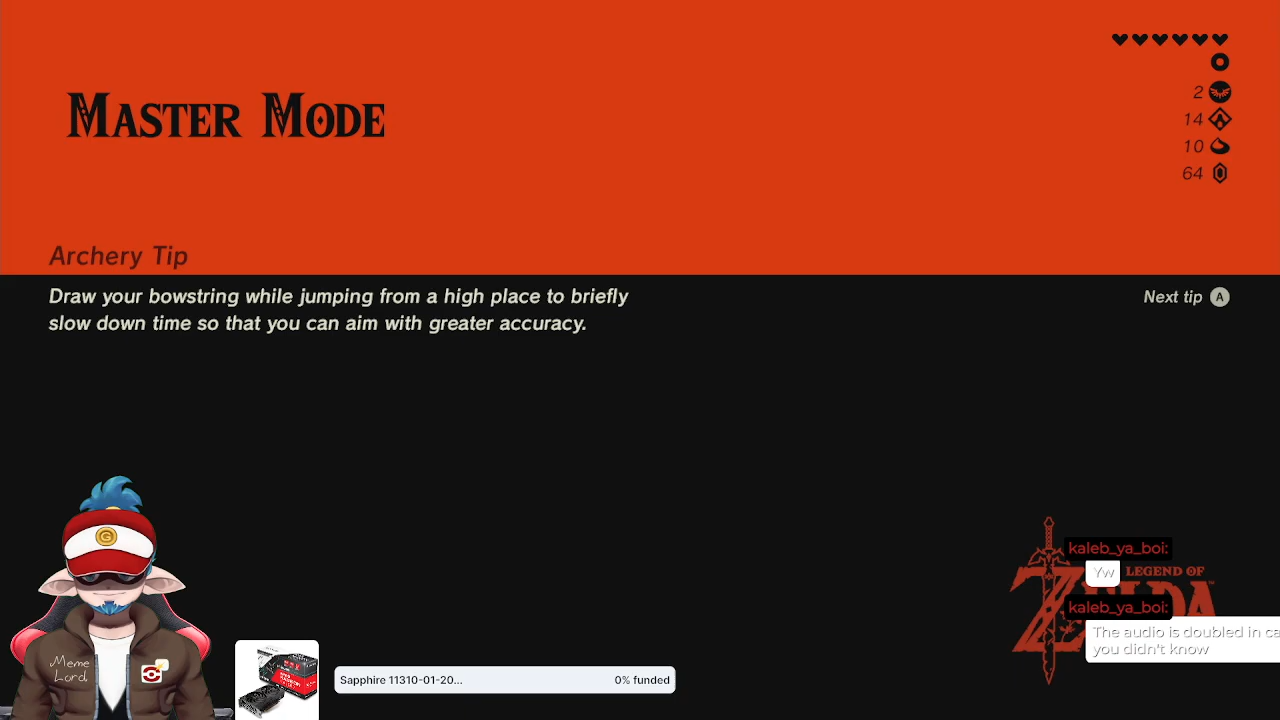 MASTER MODE
2
14
10
64
Archery Tip
Draw your bowstring while jumping from a high place to briefly
slow down time so that you can aim with greater accuracy.
Next tip A
G
Meme
Lord
Sapphire 11310-01-20...
0% funded
kaleb_ya_boi:
Yw
LEGEND OF
ZELDA
kaleb_ya_boi:
The audio is doubled in ca
you didn't know